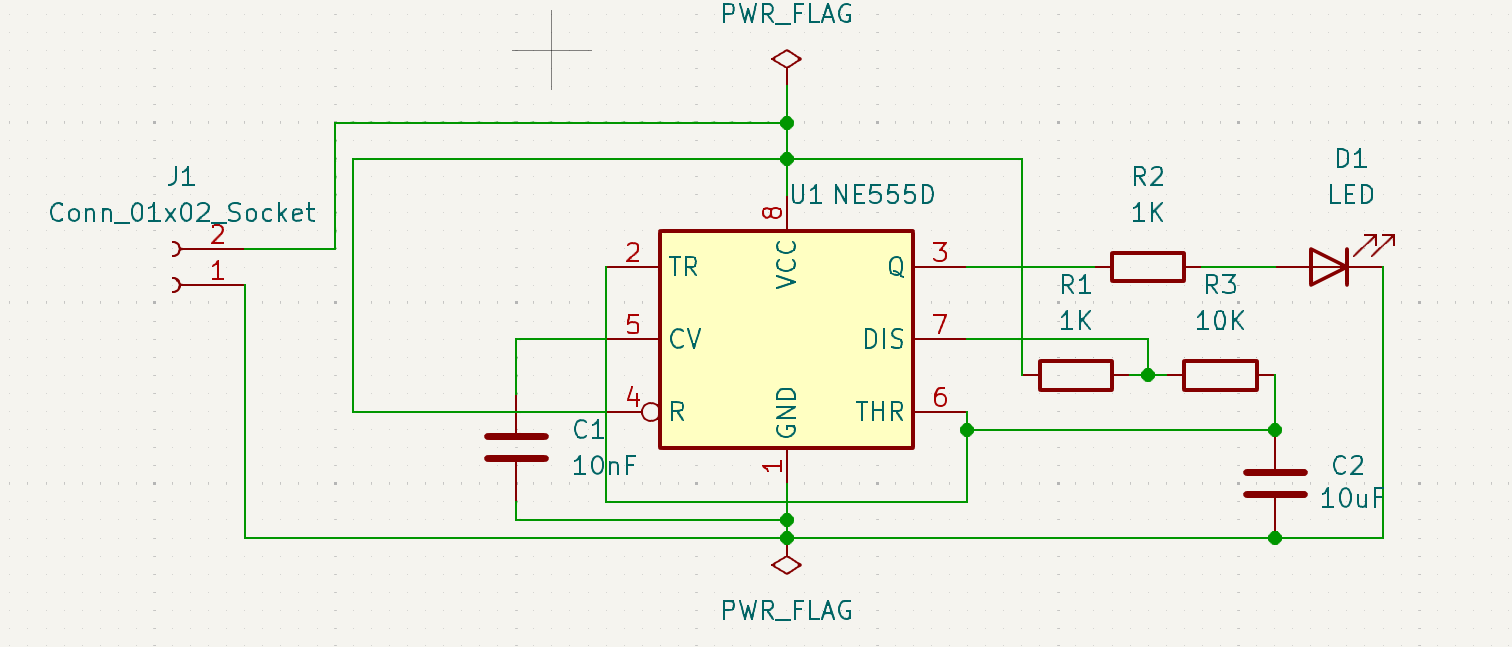 PWR_FLAG
J1
Conn_01x02_Socket
2
1
U1 NE555D
8
2
TR
VCC
Q
3
5
CV
DIS
7
4
R
GND
THR
6
1
R2
1K
D1
LED
R1
1K
R3
10K
C1
10nF
C2
10uF
PWR_FLAG